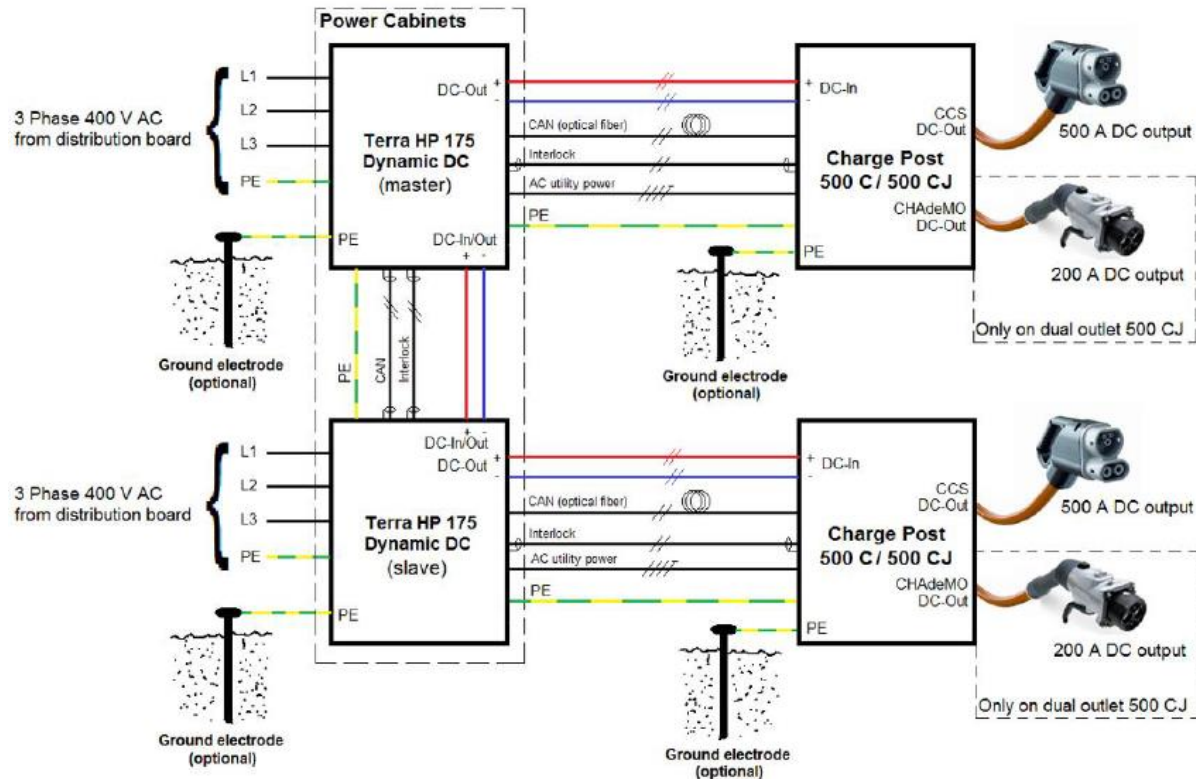 Power Cabinets
3 Phase 400 V AC
from distribution board
L1
L2
L3
PE
DC-Out
+
-
Terra HP 175
Dynamic DC
(master)
PE
DC-In/Out
+ -
CAN (optical fiber)
Interlock
AC utility power
PE
+
-
DC-In
CCS
DC-Out
Charge Post
500 C / 500 CJ
CHAdeMO
DC-Out
PE
500 A DC output
200 A DC output
Only on dual outlet 500 CJ
Ground electrode
(optional)
Ground electrode
(optional)
PE
CAN
Interlock
3 Phase 400 V AC
from distribution board
L1
L2
L3
PE
+ -
DC-In/Out
DC-Out
+
-
Terra HP 175
Dynamic DC
(slave)
PE
CAN (optical fiber)
Interlock
AC utility power
PE
+
-
DC-In
CCS
DC-Out
Charge Post
500 C / 500 CJ
CHAdeMO
DC-Out
PE
500 A DC output
200 A DC output
Only on dual outlet 500 CJ
Ground electrode
(optional)
Ground electrode
(optional)